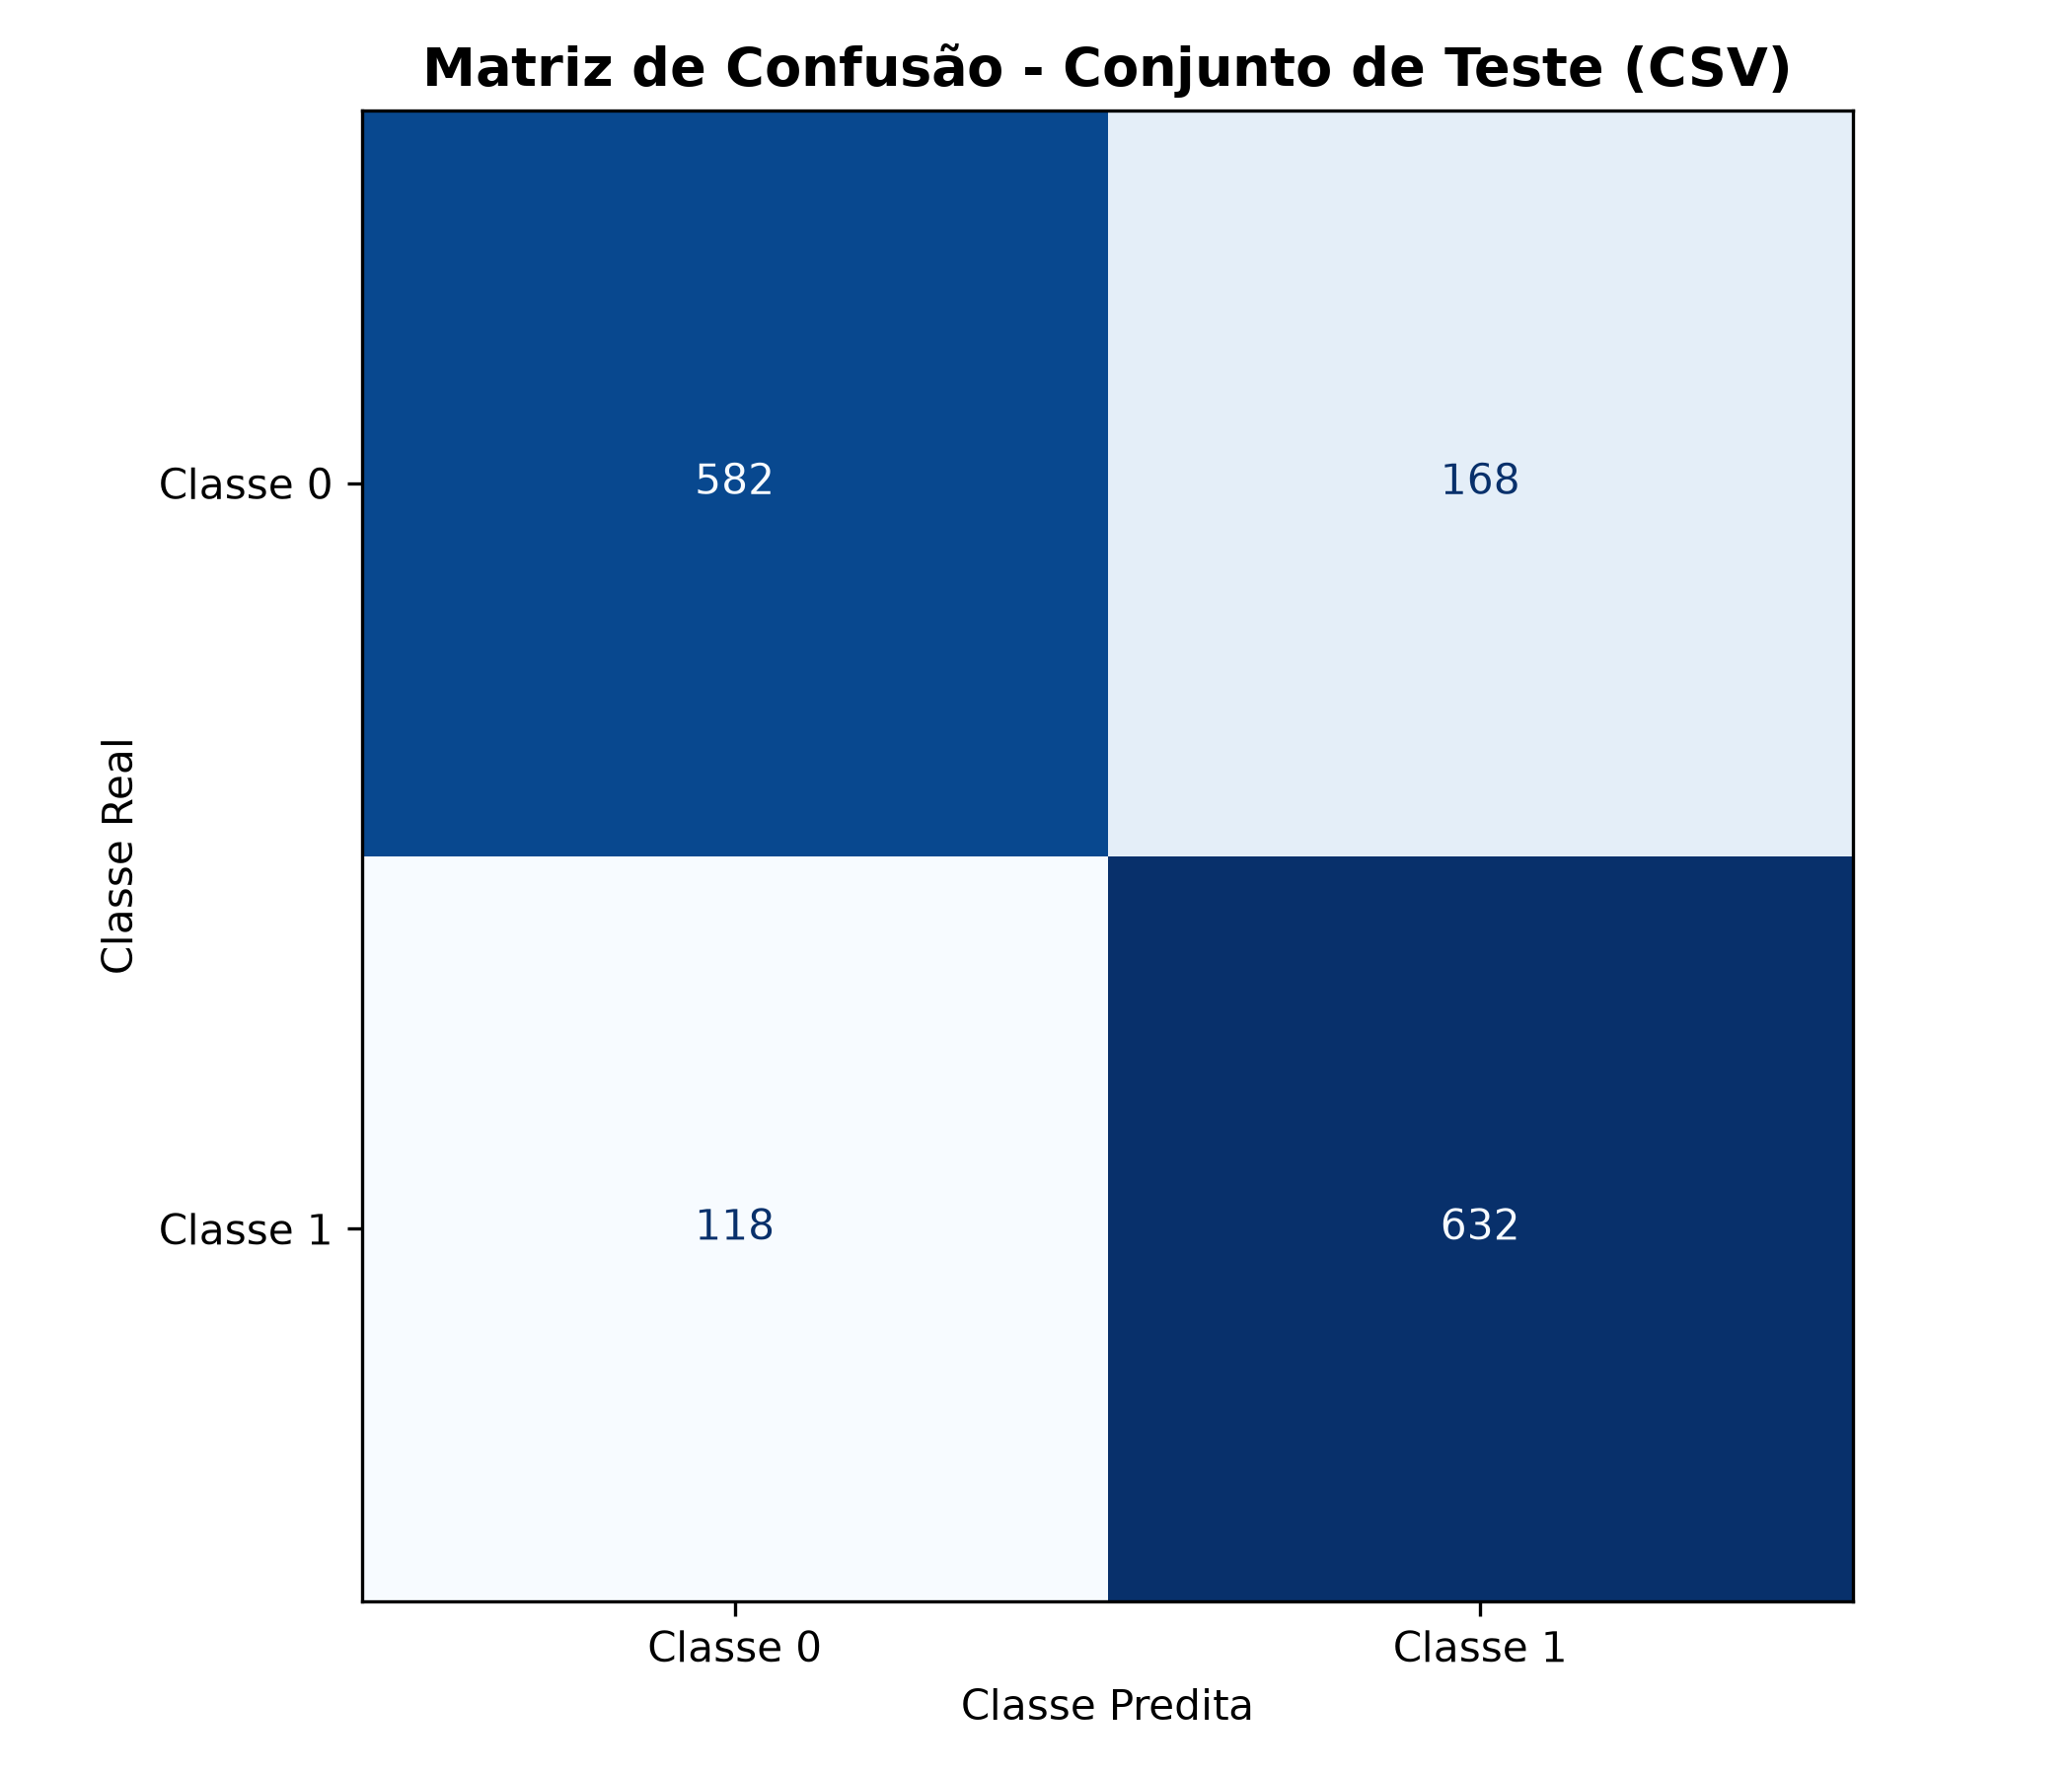 Matriz de Confusão - Conjunto de Teste (CSV)
Classe Real
Classe 0
582
168
Classe 1
118
632
Classe 0
Classe 1
Classe Predita